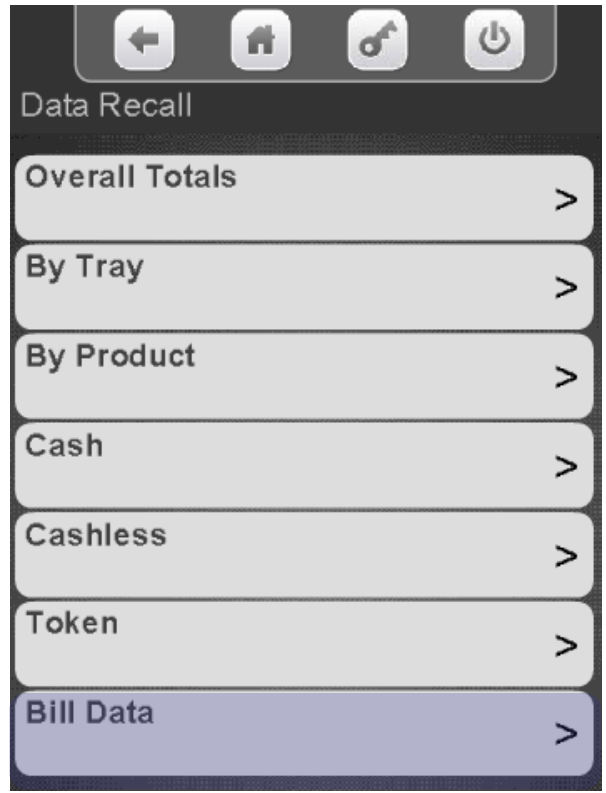 Data Recall
Overall Totals
>
By Tray
>
By Product
>
Cash
>
Cashless
>
Token
>
Bill Data
>